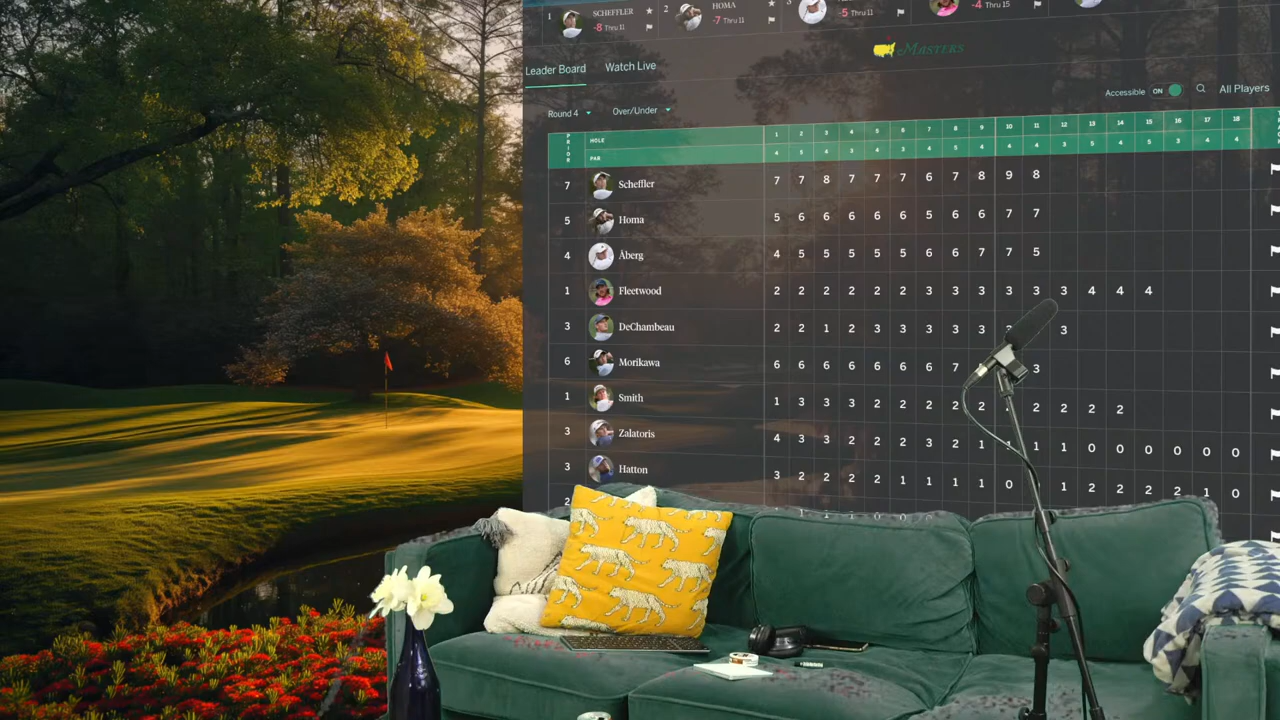 1 SCHEFFLER -8 Thru 11 2 HOMA -7 Thru 11 3 -5 Thru 11 -4 Thru 15
Masters
Leader Board Watch Live
Accessible ON All Players
Round 4 Over/Under
PRIOR HOLE 1 2 3 4 5 6 7 8 9 10 11 12 13 14 15 16 17 18
PAR 4 5 4 3 4 3 4 5 4 4 4 3 5 4 5 3 4 4
7 Scheffler 7 7 8 7 7 7 6 7 8 9 8
5 Homa 5 6 6 6 6 6 5 6 6 7 7
4 Åberg 4 5 5 5 5 5 6 6 7 7 5
1 Fleetwood 2 2 2 2 2 2 3 3 3 3 3 3 4 4 4
3 DeChambeau 2 2 1 2 3 3 3 3 3 3
6 Morikawa 6 6 6 6 6 6 6 7 3
1 Smith 1 3 3 3 2 2 2 2 2 2 2 2 2
3 Zalatoris 4 3 3 2 2 2 3 2 1 1 1 0 0 0 0 0 0
3 Hatton 3 2 2 2 2 1 1 1 1 0 1 2 2 2 2 1 0
2